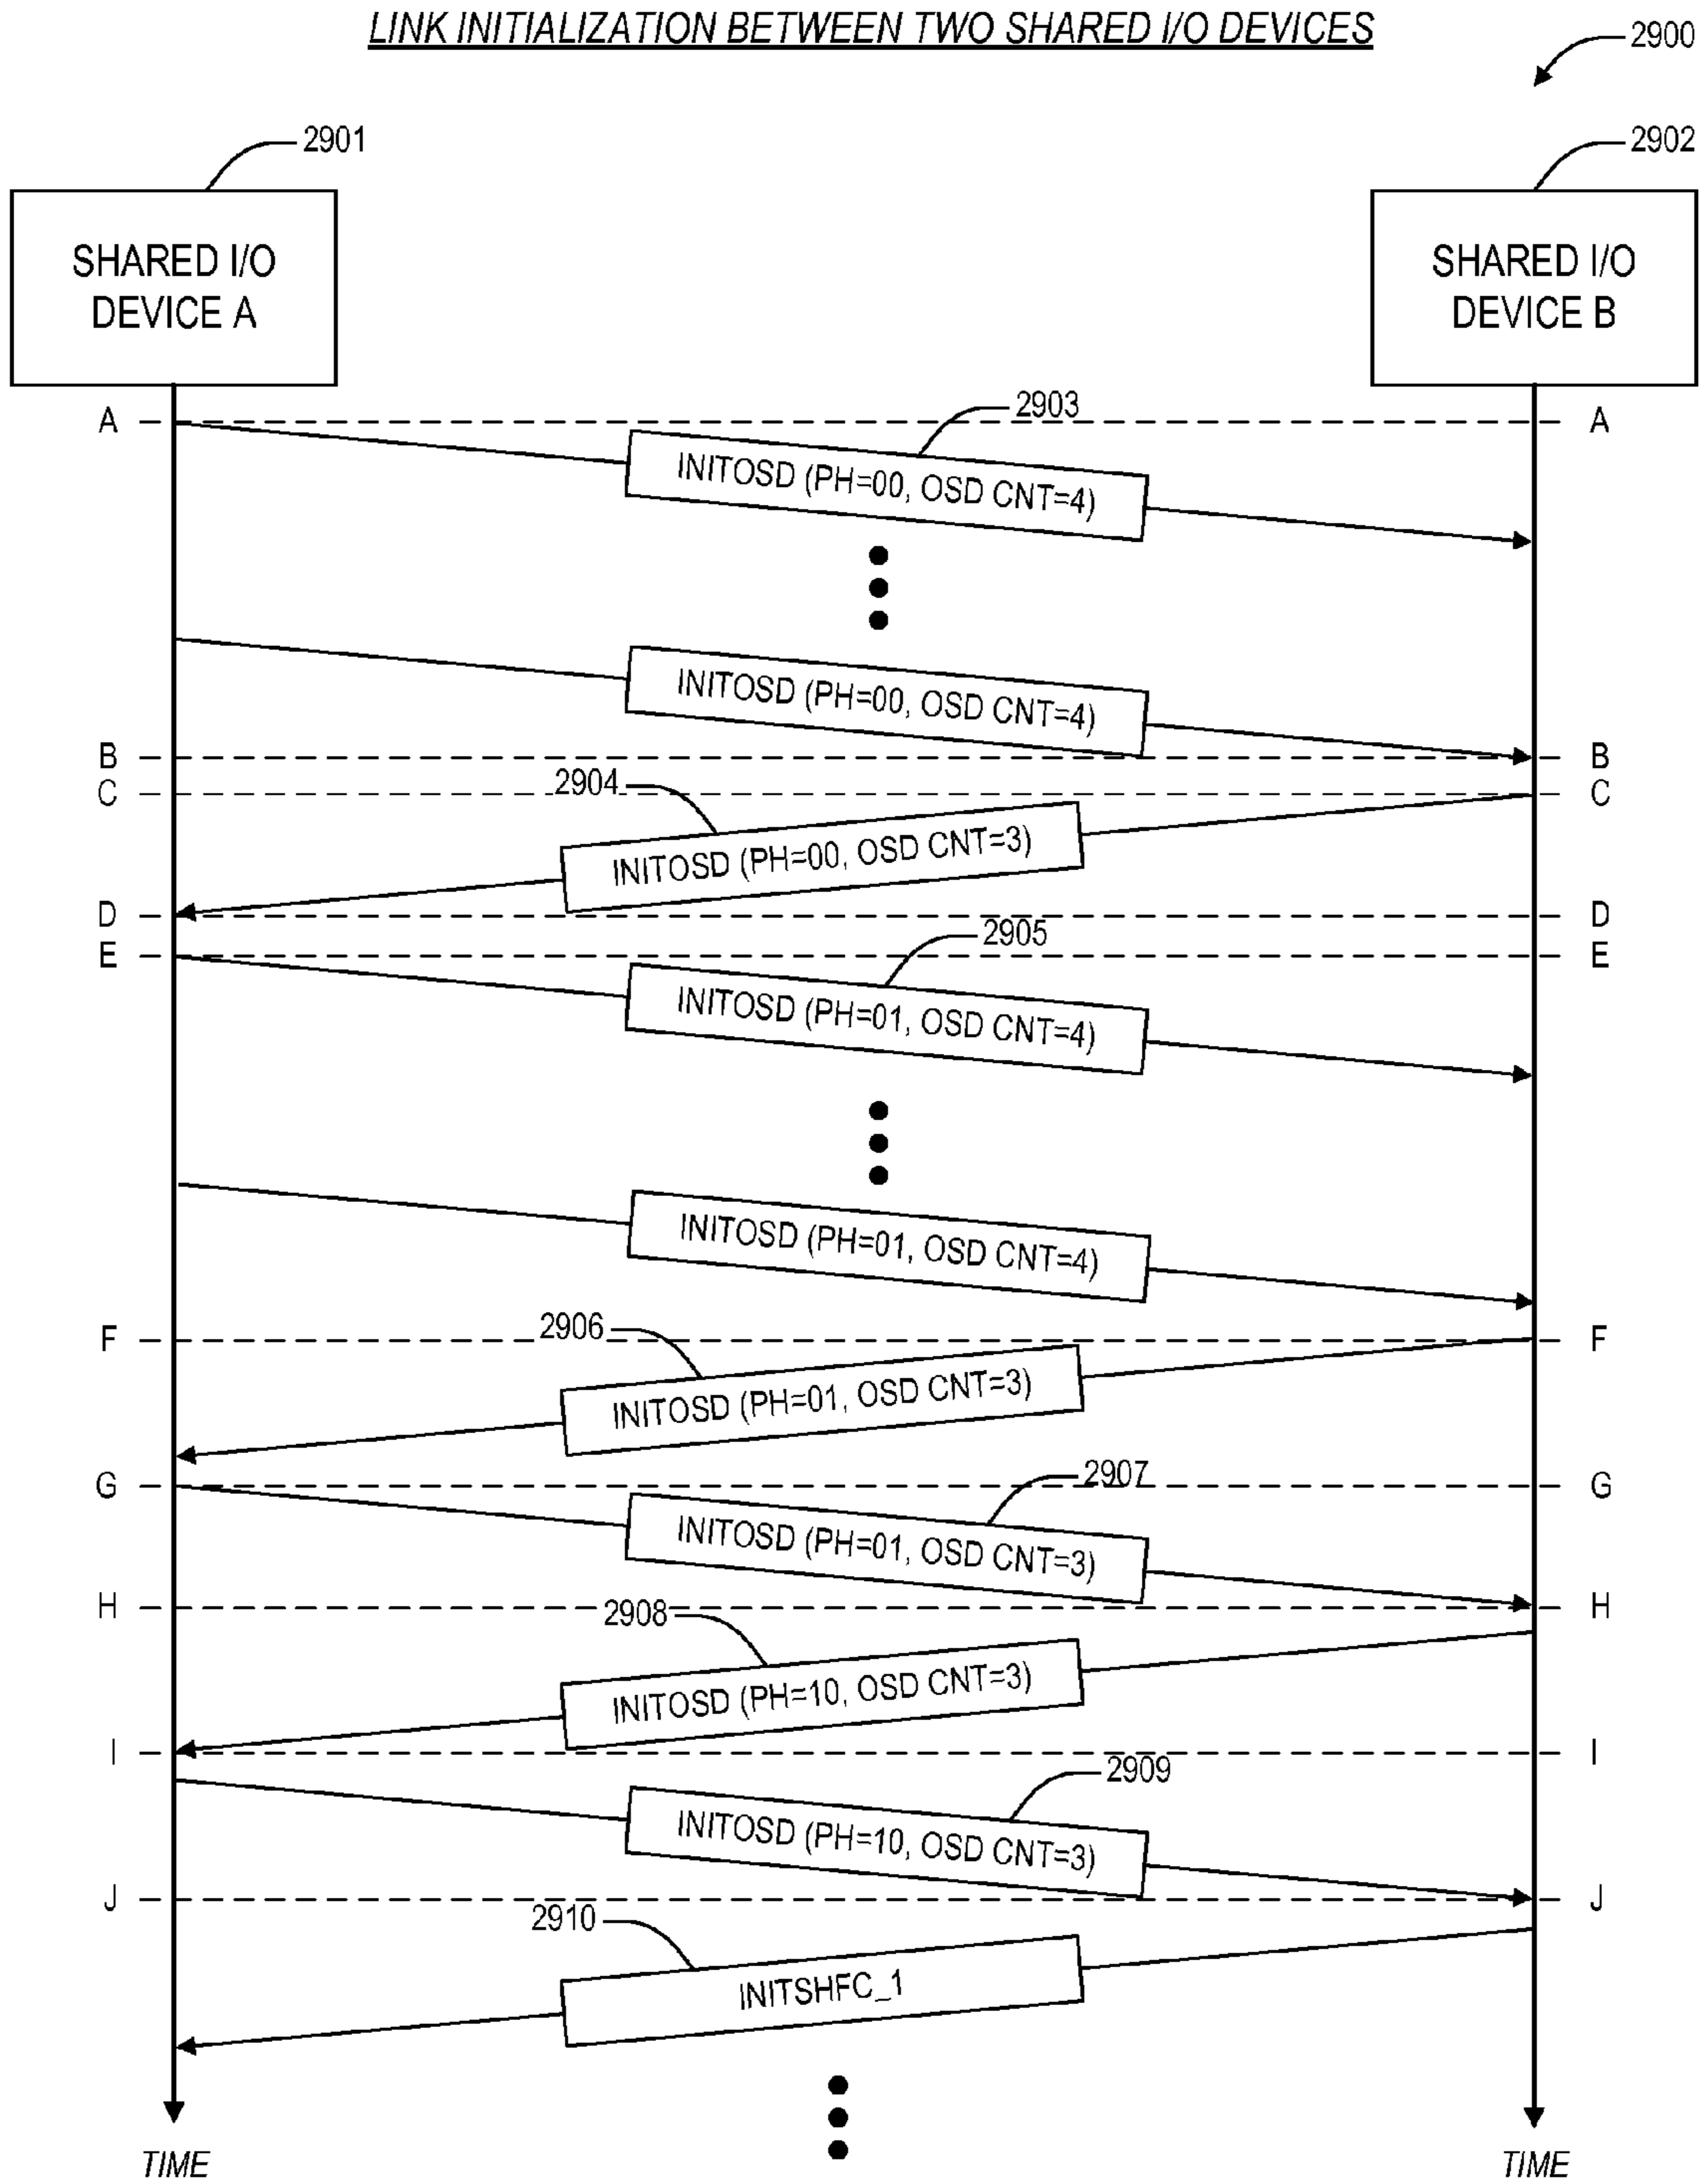 LINK INITIALIZATION BETWEEN TWO SHARED I/O DEVICES
2900
2901
2902
SHARED I/O
DEVICE A
SHARED I/O
DEVICE B
A
2903
A
INITOSD (PH=00, OSD CNT=4)
INITOSD (PH=00, OSD CNT=4)
B
B
C
2904
C
INITOSD (PH=00, OSD CNT=3)
D
D
2905
E
E
INITOSD (PH=01, OSD CNT=4)
INITOSD (PH=01, OSD CNT=4)
F
2906
F
INITOSD (PH=01, OSD CNT=3)
G
2907
G
INITOSD (PH=01, OSD CNT=3)
H
H
2908
INITOSD (PH=10, OSD CNT=3)
I
I
2909
INITOSD (PH=10, OSD CNT=3)
J
J
2910
INITSHFC_1
TIME
TIME